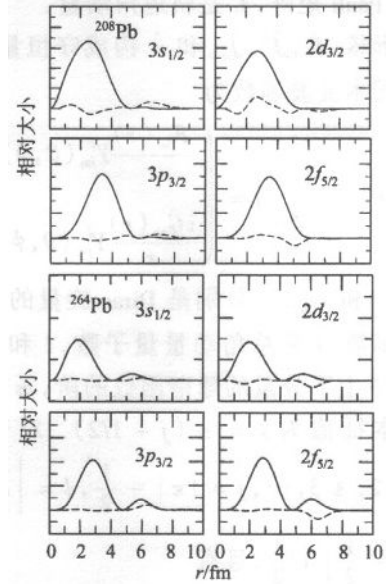 ²⁰⁸Pb
3s₁/₂
2d₃/₂
相对大小
3p₃/₂
2f₅/₂
²⁶⁴Pb
3s₁/₂
2d₃/₂
相对大小
3p₃/₂
2f₅/₂
0 2 4 6 8 10 0 2 4 6 8 10
r/fm